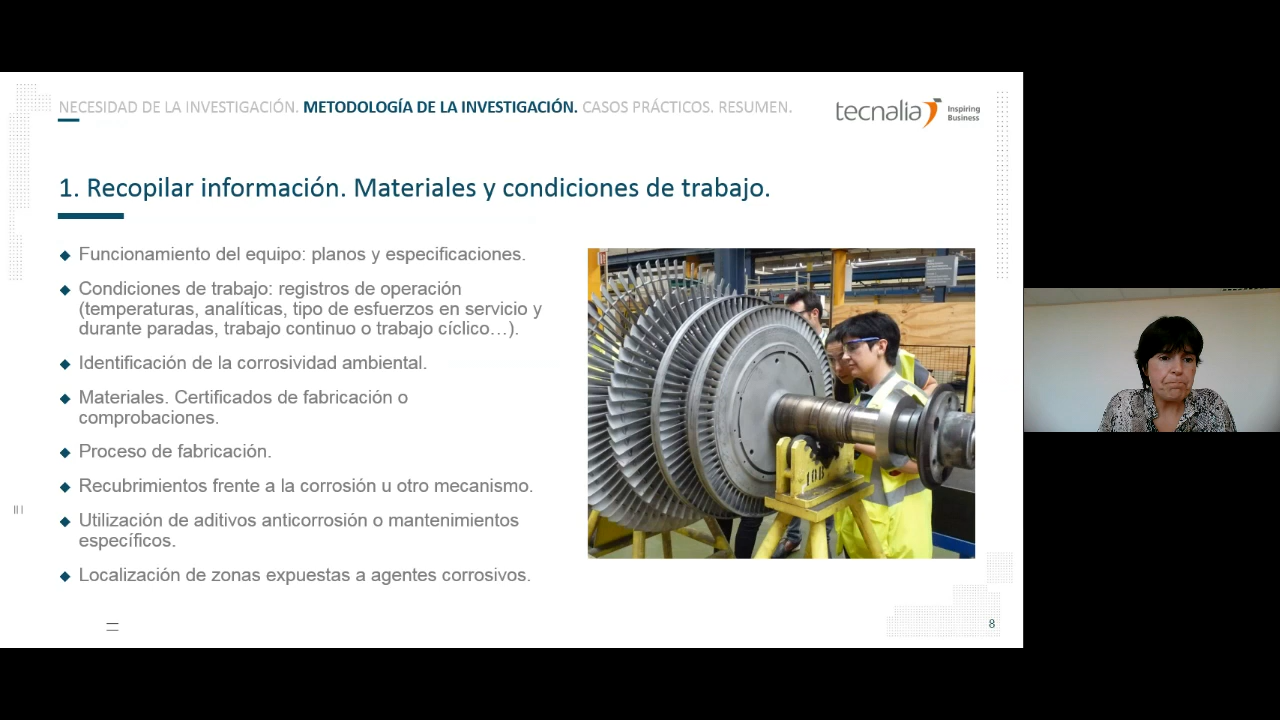 NECESIDAD DE LA INVESTIGACIÓN. METODOLOGÍA DE LA INVESTIGACIÓN. CASOS PRÁCTICOS. RESUMEN.
tecnalia Inspiring
Business
1. Recopilar información. Materiales y condiciones de trabajo.
Funcionamiento del equipo: planos y especificaciones.
Condiciones de trabajo: registros de operación
(temperaturas, analíticas, tipo de esfuerzos en servicio y
durante paradas, trabajo continuo o trabajo cíclico…).
Identificación de la corrosividad ambiental.
Materiales. Certificados de fabricación o
comprobaciones.
Proceso de fabricación.
Recubrimientos frente a la corrosión u otro mecanismo.
Utilización de aditivos anticorrosión o mantenimientos
específicos.
Localización de zonas expuestas a agentes corrosivos.
8